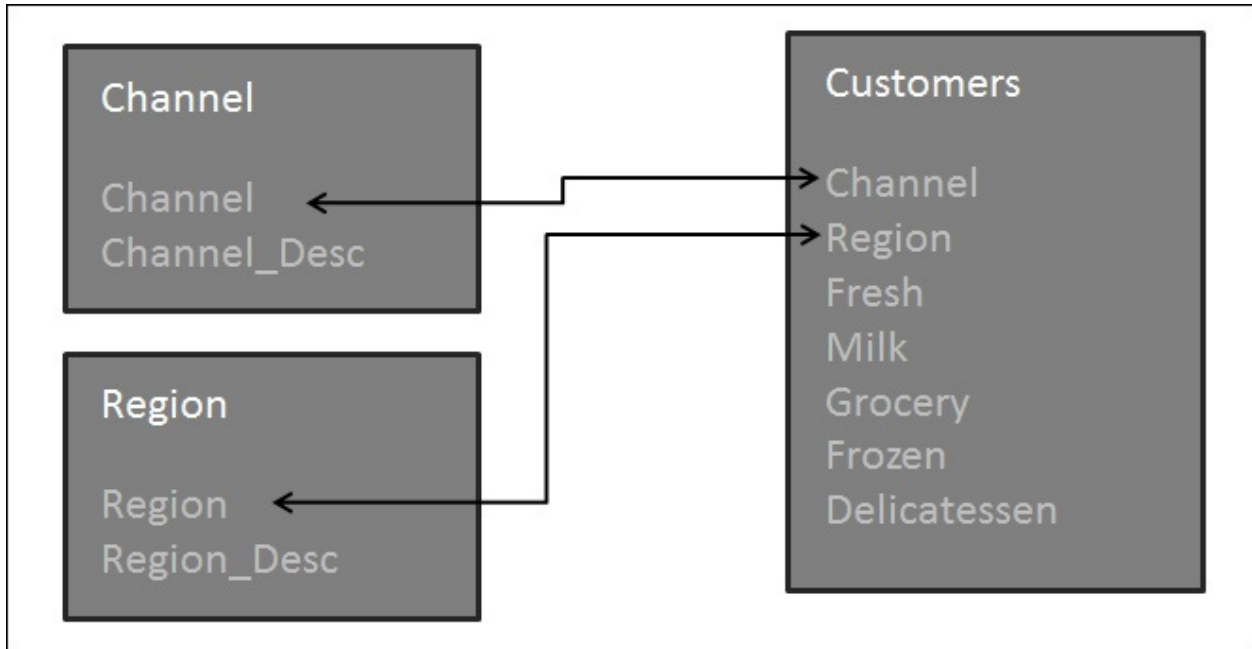 Channel
Channel
Channel_Desc
Region
Region
Region_Desc
Customers
Channel
Region
Fresh
Milk
Grocery
Frozen
Delicatessen